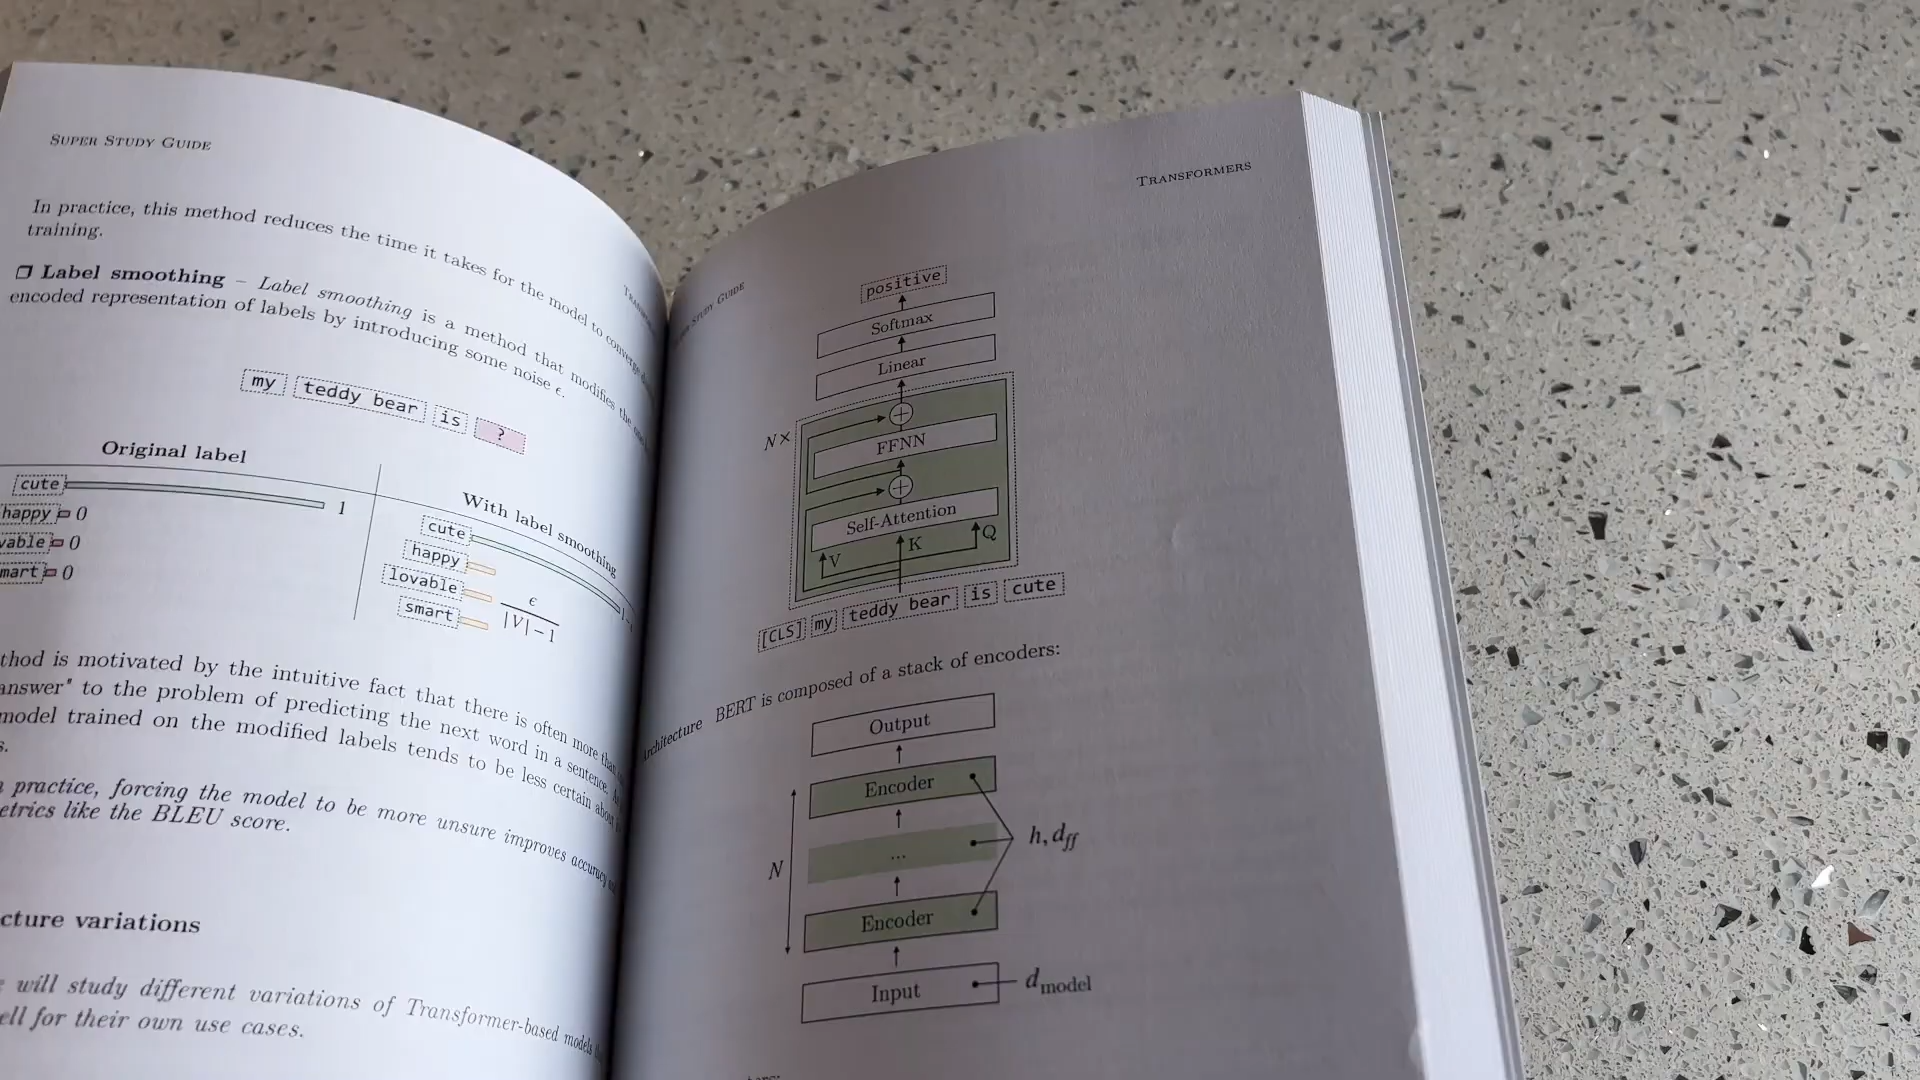 SUPER STUDY GUIDE
In practice, this method reduces the time it takes for the model to converge
training.
❐ Label smoothing – Label smoothing is a method that modifies the
encoded representation of labels by introducing some noise ϵ.
my teddy bear is ?
Original label
With label smoothing
cute 1
happy 0
vable 0
mart 0
cute
happy
lovable
smart
ϵ
|V|−1
thod is motivated by the intuitive fact that there is often more than
answer" to the problem of predicting the next word in a sentence.
model trained on the modified labels tends to be less certain about
s.
practice, forcing the model to be more unsure improves accuracy
etrics like the BLEU score.
cture variations
will study different variations of Transformer-based models
ell for their own use cases.
STUDY GUIDE
TRANSFORMERS
positive
Softmax
Linear
N×
FFNN
Self-Attention
V K Q
[CLS] my teddy bear is cute
Architecture BERT is composed of a stack of encoders:
Output
Encoder
...
h, dff
N
Encoder
Input
dmodel